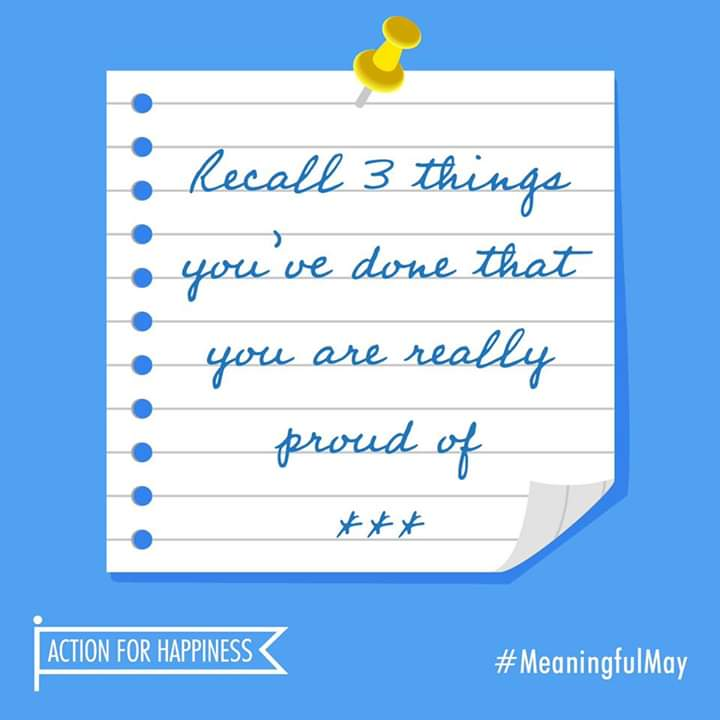 Recall 3 things
you've done that
you are really
proud of
***
ACTION FOR HAPPINESS
#MeaningfulMay